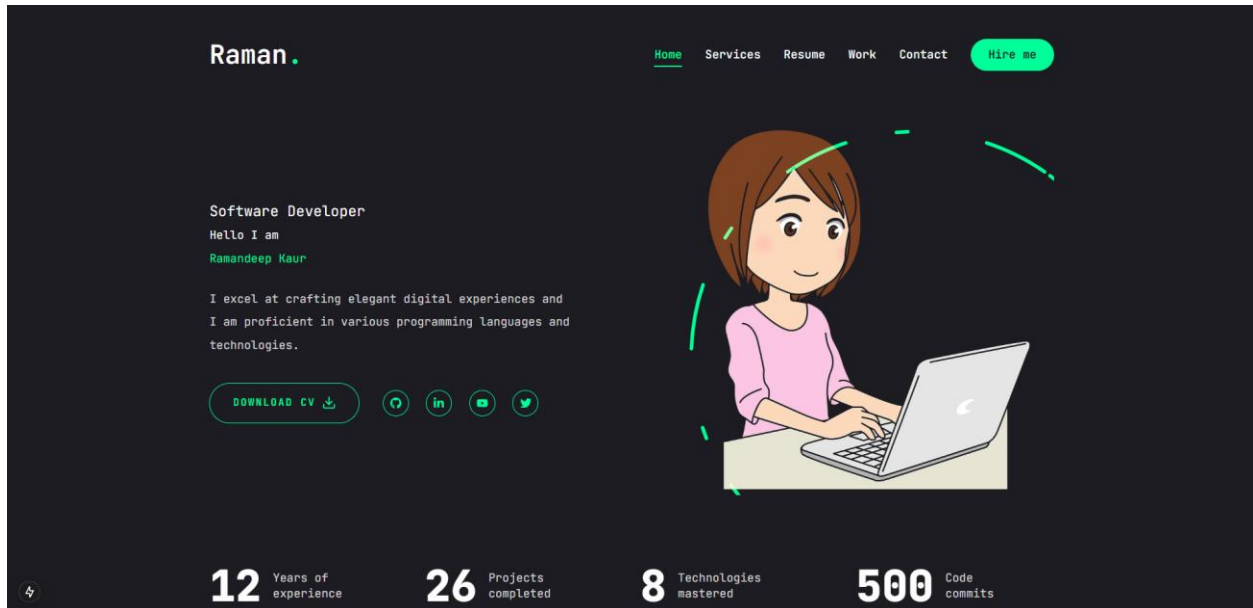 Raman.
Home Services Resume Work Contact Hire me
Software Developer
Hello I am
Ramandeep Kaur
I excel at crafting elegant digital experiences and
I am proficient in various programming languages and
technologies.
DOWNLOAD CV
in
12 Years of
experience
26 Projects
completed
8 Technologies
mastered
500 Code
commits